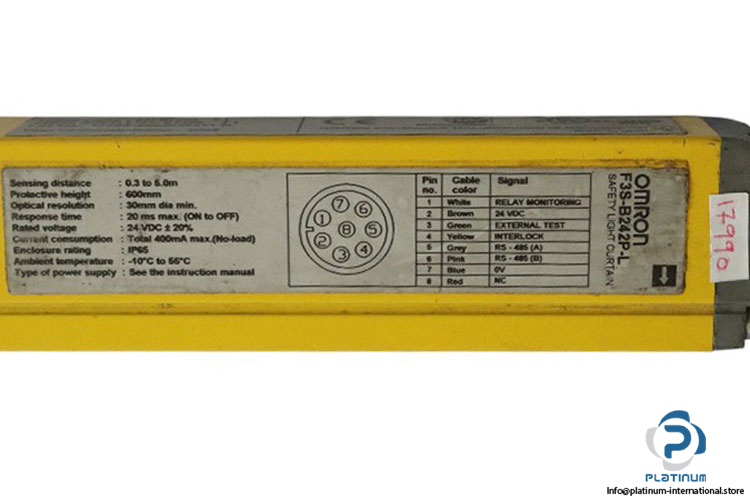 Sensing distance : 0.3 to 5.0m
Protective height : 600mm
Optical resolution : 30mm dia min.
Response time : 20 ms max. (ON to OFF)
Rated voltage : 24 VDC ± 20%
Current consumption : Total 400mA max.(No-load)
Enclosure rating : IP65
Ambient temperature : -10°C to 55°C
Type of power supply : See the instruction manual
7 6
1 8 5
2 3 4
Pin no. Cable color Signal
1 White RELAY MONITORING
2 Brown 24 VDC
3 Green EXTERNAL TEST
4 Yellow INTERLOCK
5 Grey RS - 485 (A)
6 Pink RS - 485 (B)
7 Blue 0V
8 Red NC
OMRON
F3S-B242P-L
SAFETY LIGHT CURTAIN
17990
CE
PLATINUM
Info@platinum-international.store